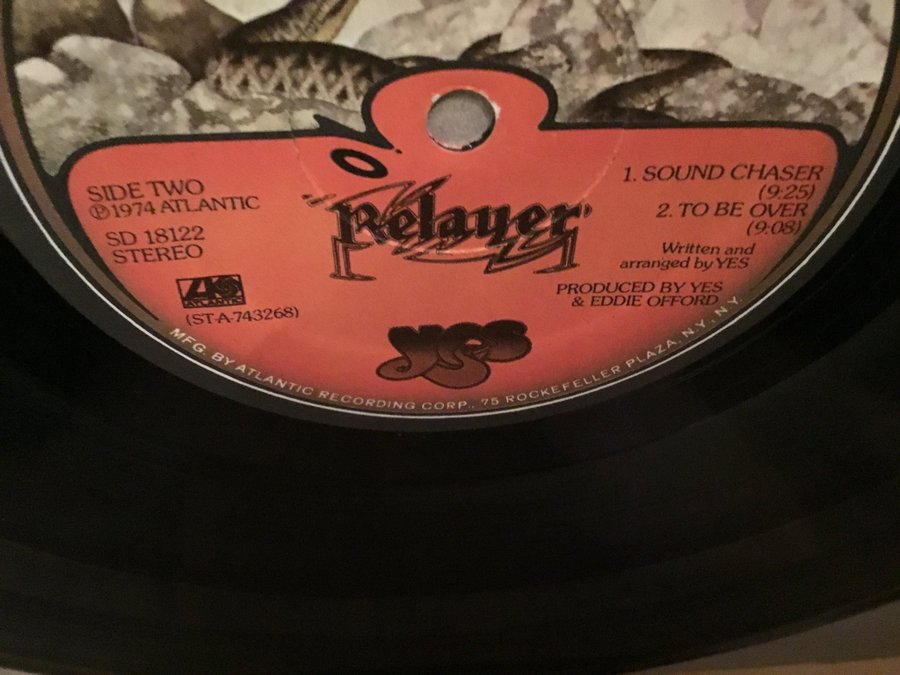 SIDE TWO
℗1974 ATLANTIC
SD 18122
STEREO
ATLANTIC
(ST-A-743268)
"Relayer"
1. SOUND CHASER
(9:25)
2. TO BE OVER
(9:08)
Written and
arranged by YES
PRODUCED BY YES
& EDDIE OFFORD
YES
MFG. BY ATLANTIC RECORDING CORP., 75 ROCKEFELLER PLAZA, N.Y., N.Y.